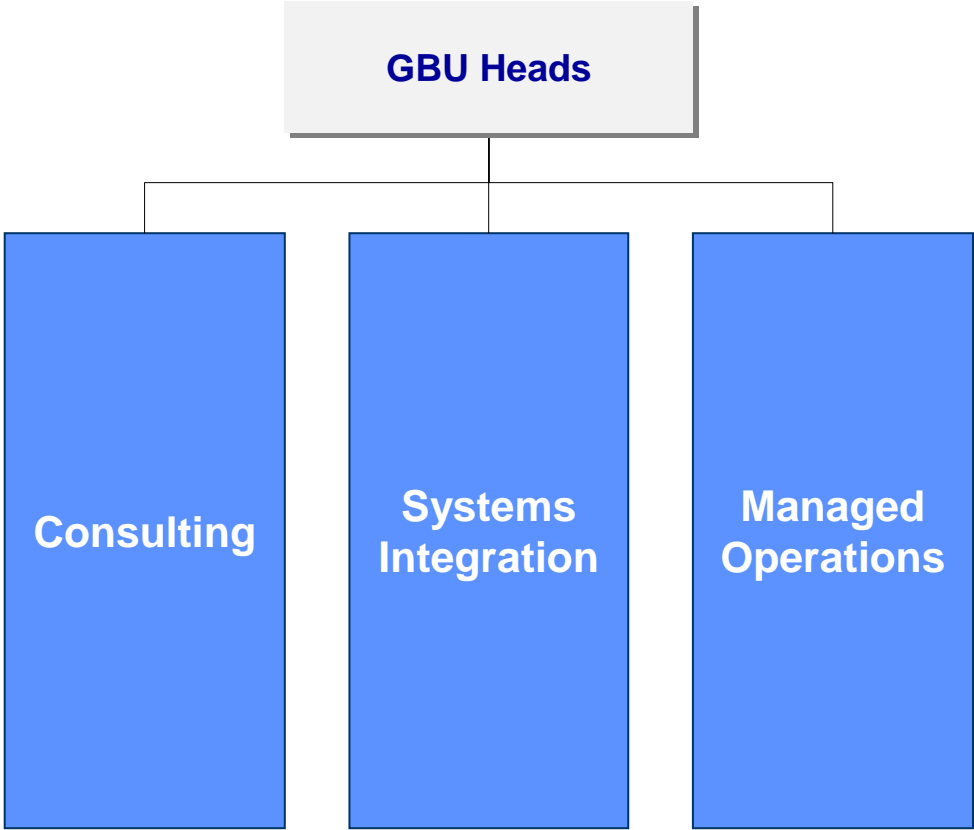 GBU Heads
Consulting
Systems
Integration
Managed
Operations